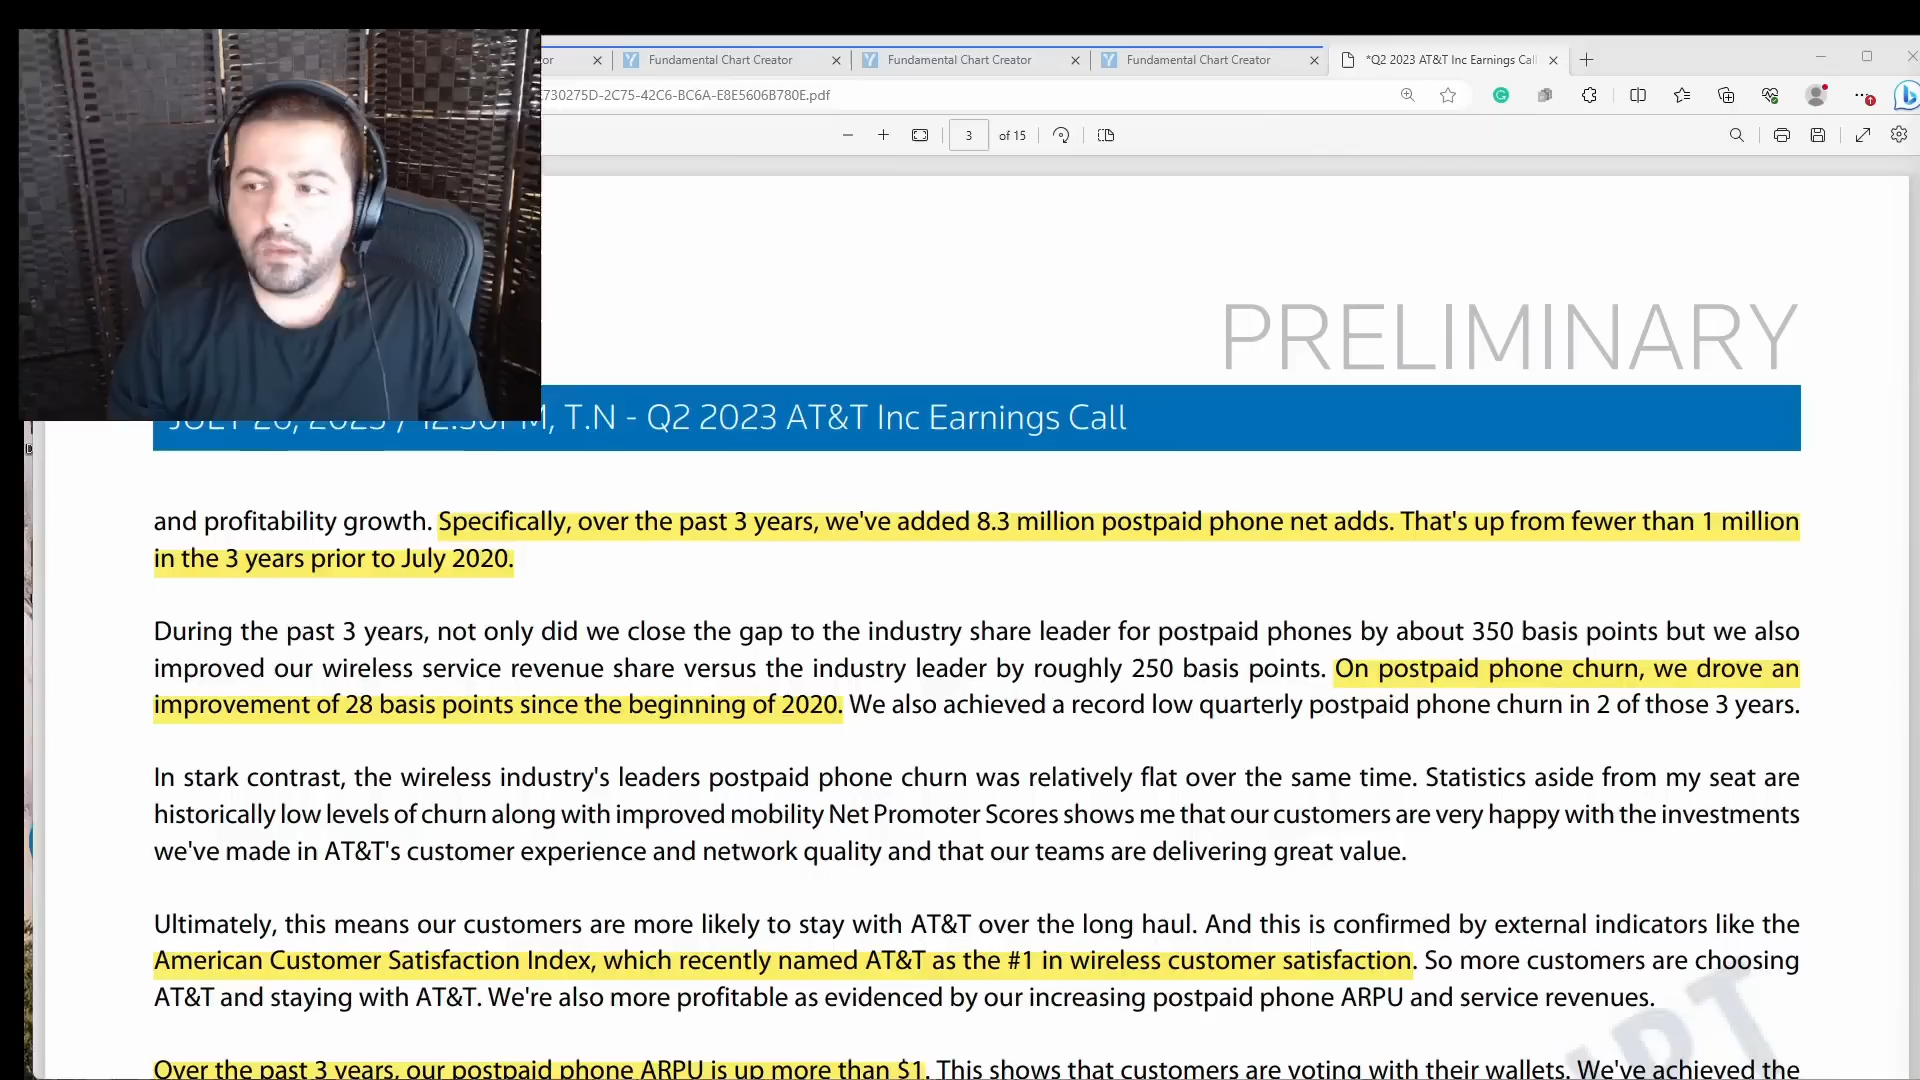 or
Fundamental Chart Creator
Fundamental Chart Creator
Fundamental Chart Creator
*Q2 2023 AT&T Inc Earnings Cal
730275D-2C75-42C6-BC6A-E8E5606B780E.pdf
3 of 15
PRELIMINARY
T.N - Q2 2023 AT&T Inc Earnings Call
and profitability growth. Specifically, over the past 3 years, we've added 8.3 million postpaid phone net adds. That's up from fewer than 1 million
in the 3 years prior to July 2020.
During the past 3 years, not only did we close the gap to the industry share leader for postpaid phones by about 350 basis points but we also
improved our wireless service revenue share versus the industry leader by roughly 250 basis points. On postpaid phone churn, we drove an
improvement of 28 basis points since the beginning of 2020. We also achieved a record low quarterly postpaid phone churn in 2 of those 3 years.
In stark contrast, the wireless industry's leaders postpaid phone churn was relatively flat over the same time. Statistics aside from my seat are
historically low levels of churn along with improved mobility Net Promoter Scores shows me that our customers are very happy with the investments
we've made in AT&T's customer experience and network quality and that our teams are delivering great value.
Ultimately, this means our customers are more likely to stay with AT&T over the long haul. And this is confirmed by external indicators like the
American Customer Satisfaction Index, which recently named AT&T as the #1 in wireless customer satisfaction. So more customers are choosing
AT&T and staying with AT&T. We're also more profitable as evidenced by our increasing postpaid phone ARPU and service revenues.
Over the past 3 years, our postpaid phone ARPU is up more than $1. This shows that customers are voting with their wallets. We've achieved the